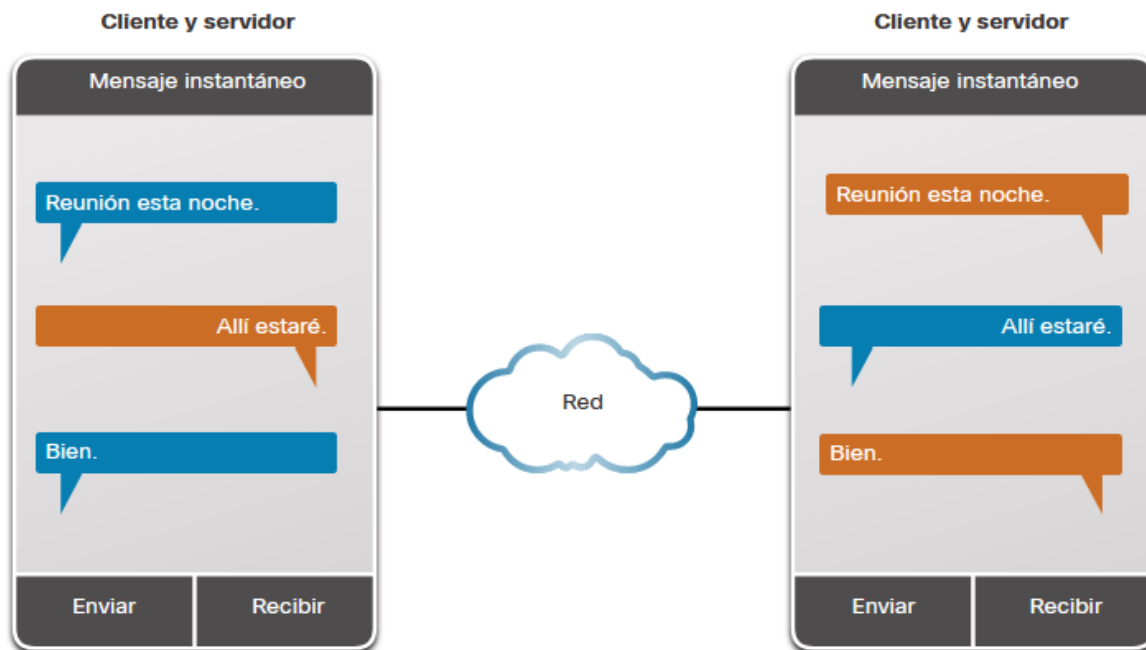 Cliente y servidor
Mensaje instantáneo
Reunión esta noche.
Allí estaré.
Bien.
Enviar
Recibir
Red
Cliente y servidor
Mensaje instantáneo
Reunión esta noche.
Allí estaré.
Bien.
Enviar
Recibir